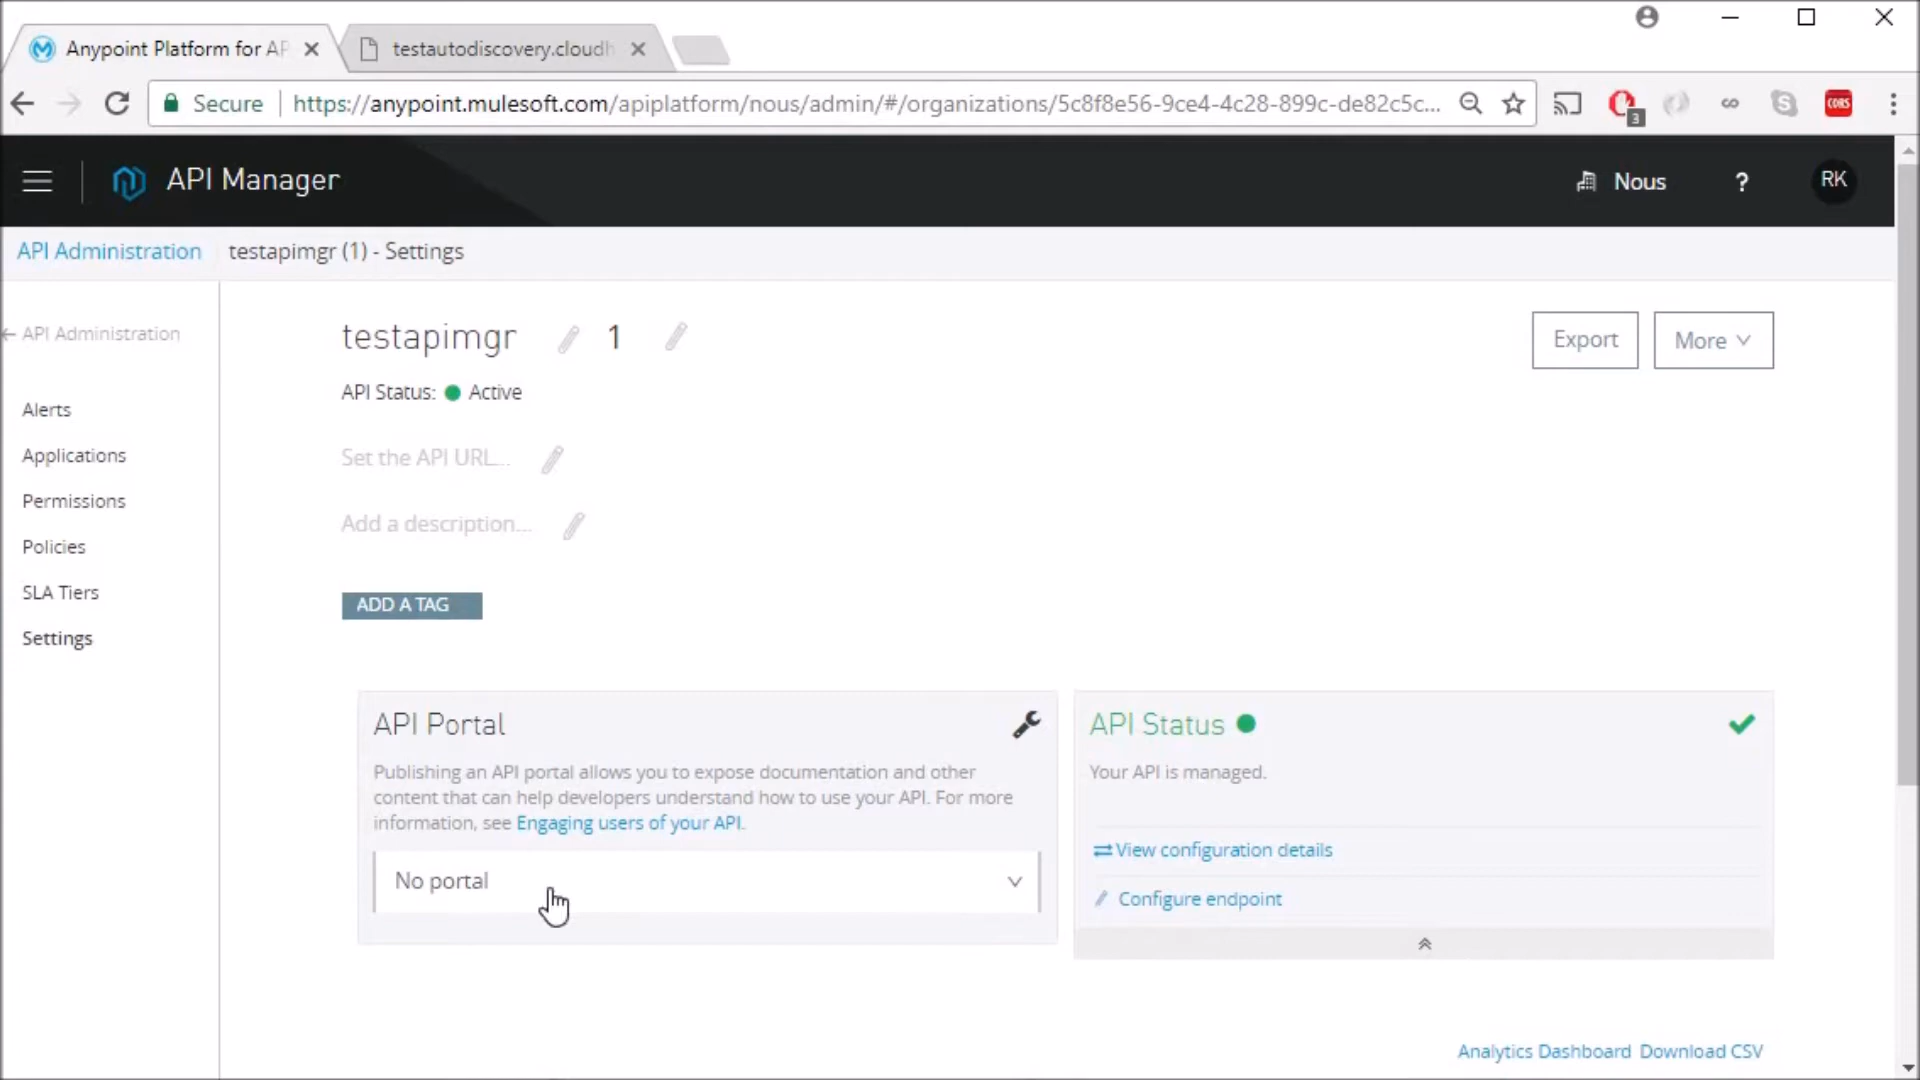 Anypoint Platform for AP
testautodiscovery.cloudh
Secure
https://anypoint.mulesoft.com/apiplatform/nous/admin/#/organizations/5c8f8e56-9ce4-4c28-899c-de82c5c...
3
CORS
API Manager
Nous
?
RK
API Administration
testapimgr (1) - Settings
API Administration
Alerts
Applications
Permissions
Policies
SLA Tiers
Settings
testapimgr 1
Export
More
API Status: Active
Set the API URL...
Add a description...
ADD A TAG
API Portal
Publishing an API portal allows you to expose documentation and other
content that can help developers understand how to use your API. For more
information, see Engaging users of your API.
No portal
API Status
Your API is managed.
View configuration details
Configure endpoint
Analytics Dashboard Download CSV